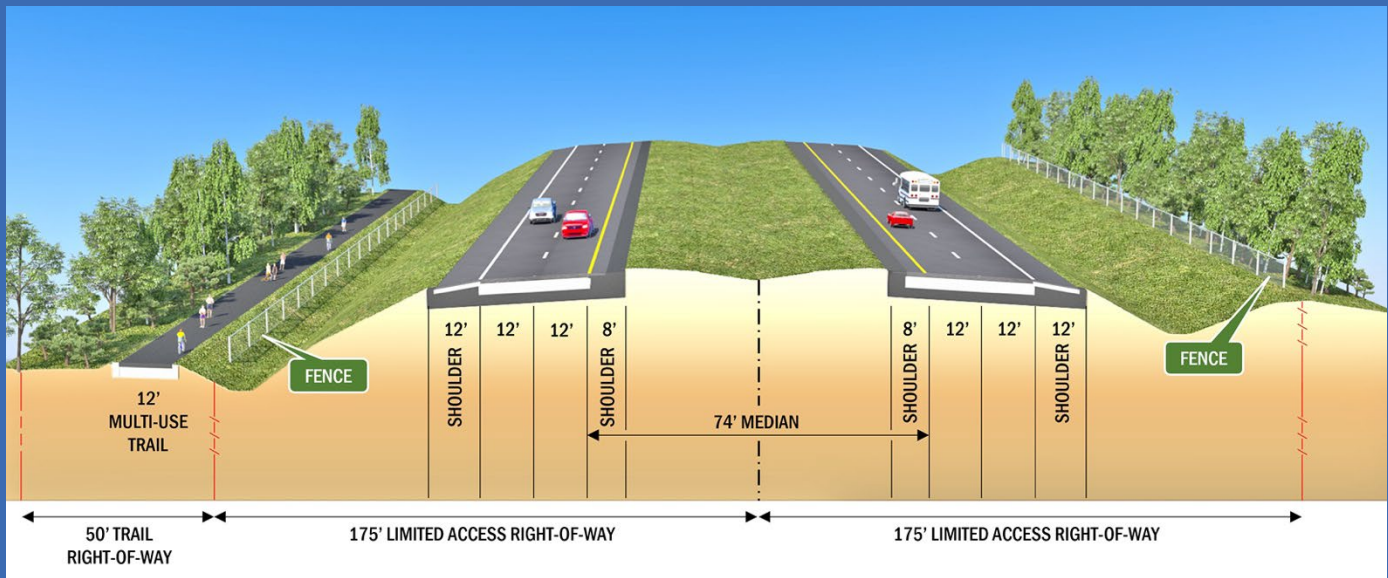 FENCE
FENCE
12'
12'
12'
8'
SHOULDER
SHOULDER
8'
12'
12'
12'
SHOULDER
SHOULDER
12'
MULTI-USE
TRAIL
74' MEDIAN
50' TRAIL
RIGHT-OF-WAY
175' LIMITED ACCESS RIGHT-OF-WAY
175' LIMITED ACCESS RIGHT-OF-WAY